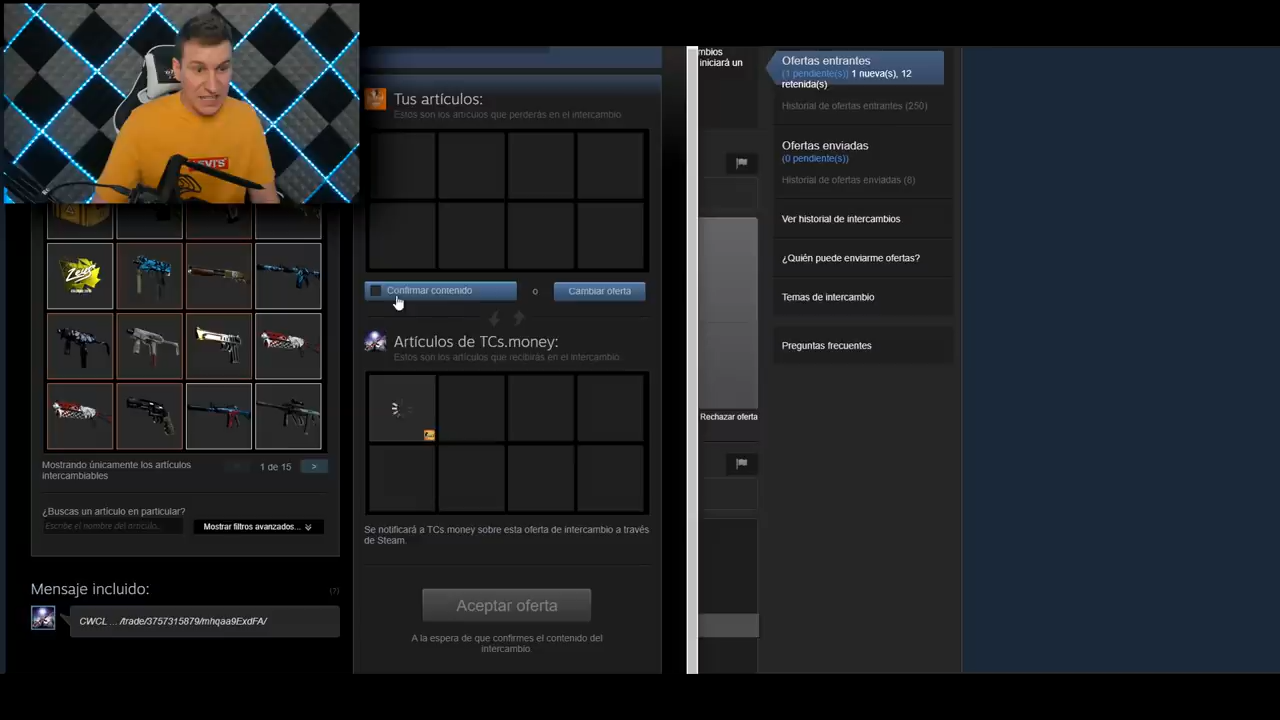 LEVI'S
Zeus
Mostrando únicamente los artículos
intercambiables
1 de 15
>
¿Buscas un artículo en particular?
Escribe el nombre del artículo...
Mostrar filtros avanzados...
Mensaje incluido:
(?)
CWCL ... /trade/3757315879/mhqaa9ExdFA/
Tus artículos:
Estos son los artículos que perderás en el intercambio.
Confirmar contenido
o
Cambiar oferta
Artículos de TCs.money:
Estos son los artículos que recibirás en el intercambio.
Se notificará a TCs.money sobre esta oferta de intercambio a través
de Steam.
Aceptar oferta
A la espera de que confirmes el contenido del
intercambio.
mbios
iniciará un
Rechazar oferta
Ofertas entrantes
(1 pendiente(s)) 1 nueva(s), 12
retenida(s)
Historial de ofertas entrantes (250)
Ofertas enviadas
(0 pendiente(s))
Historial de ofertas enviadas (6)
Ver historial de intercambios
¿Quién puede enviarme ofertas?
Temas de intercambio
Preguntas frecuentes